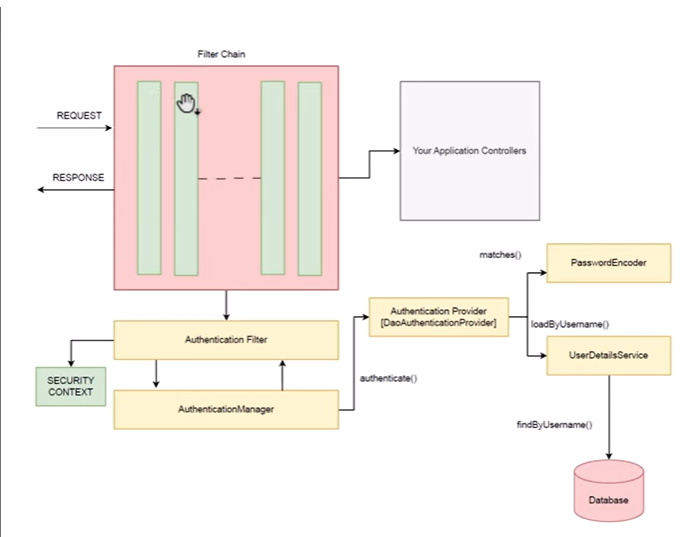 Filter Chain
REQUEST
RESPONSE
Your Application Controllers
matches()
PasswordEncoder
Authentication Provider
[DaoAuthenticationProvider]
loadByUsername()
Authentication Filter
UserDetailsService
SECURITY
CONTEXT
authenticate()
AuthenticationManager
findByUsername()
Database